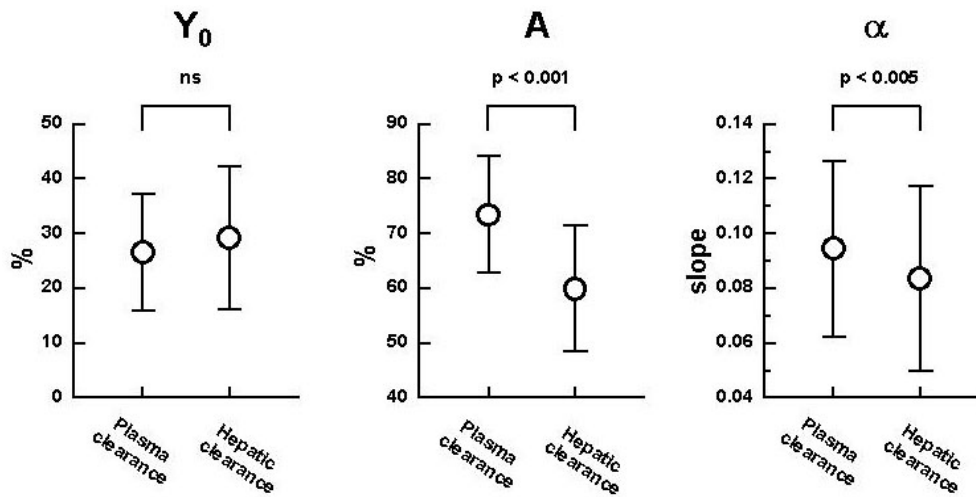 Y₀
ns
50
40
30
20
10
0
%
Plasma
clearance
Hepatic
clearance
A
p < 0.001
90
80
70
60
50
40
%
Plasma
clearance
Hepatic
clearance
α
p < 0.005
0.14
0.12
0.10
0.08
0.06
0.04
slope
Plasma
clearance
Hepatic
clearance